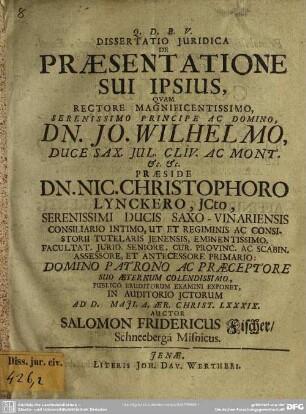 8
Q. D. B. V.
DISSERTATIO JURIDICA
DE
PRÆSENTATIONE
SUI IPSIUS,
QVAM
RECTORE MAGNIFICENTISSIMO,
SERENISSIMO PRINCIPE AC DOMINO,
DN. JO. WILHELMO,
DUCE SAX. JUL. CLIV. AC MONT.
&c. &c.
PRÆSIDE
DN. NIC. CHRISTOPHORO
LYNCKERO, JCto,
SERENISSIMI DUCIS SAXO-VINARIENSIS
CONSILIARIO INTIMO, UT ET REGIMINIS AC CONSI-
STORII TUTELARIS JENENSIS, EMINENTISSIMO,
FACULTAT. JURID. SENIORE, CUR. PROVINC. AC SCABIN.
ASSESSORE, ET ANTECESSORE PRIMARIO:
DOMINO PATRONO AC PRÆCEPTORE
SUO ÆTERNUM COLENDISSIMO,
PUBLICO ERUDITORUM EXAMINI EXPONET,
IN AUDITORIO JCTORUM
AD D. MAJI, A. ÆR. CHRIST. LXXXIX.
AUCTOR
SALOMON FRIDERICUS Fischer/
Schneeberga Misnicus.
JENÆ,
LITERIS JOH. DAV. WERTHERI.
Diss. jur. civ.
426,2